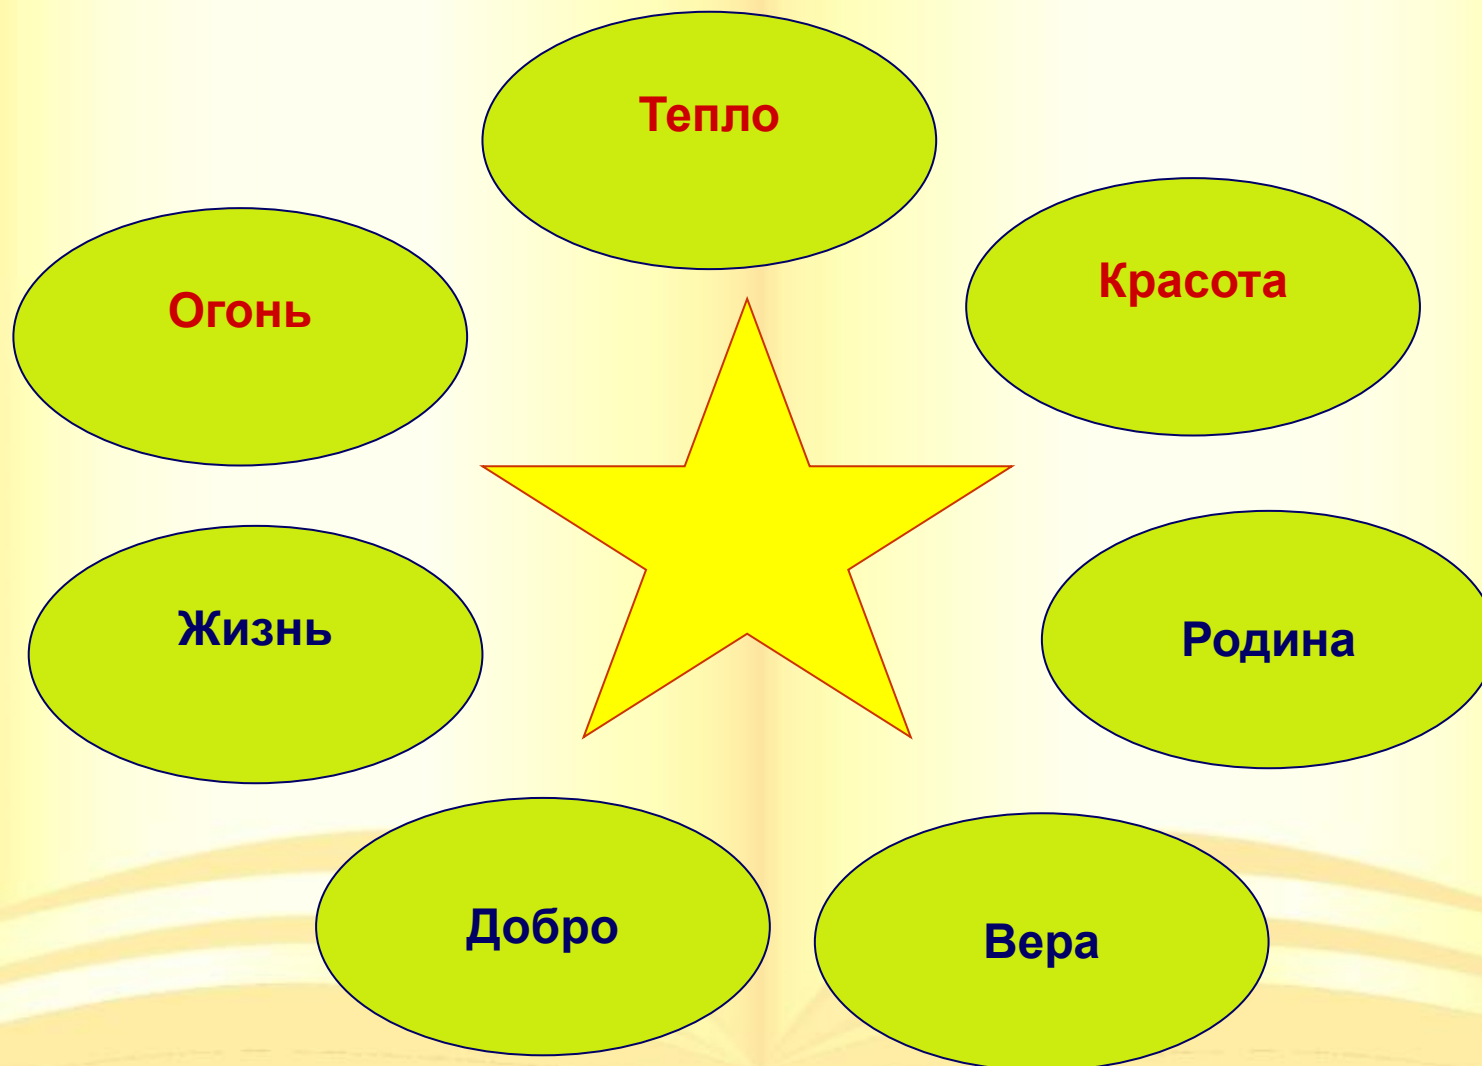 Тепло
Красота
Огонь
Жизнь
Родина
Добро
Вера